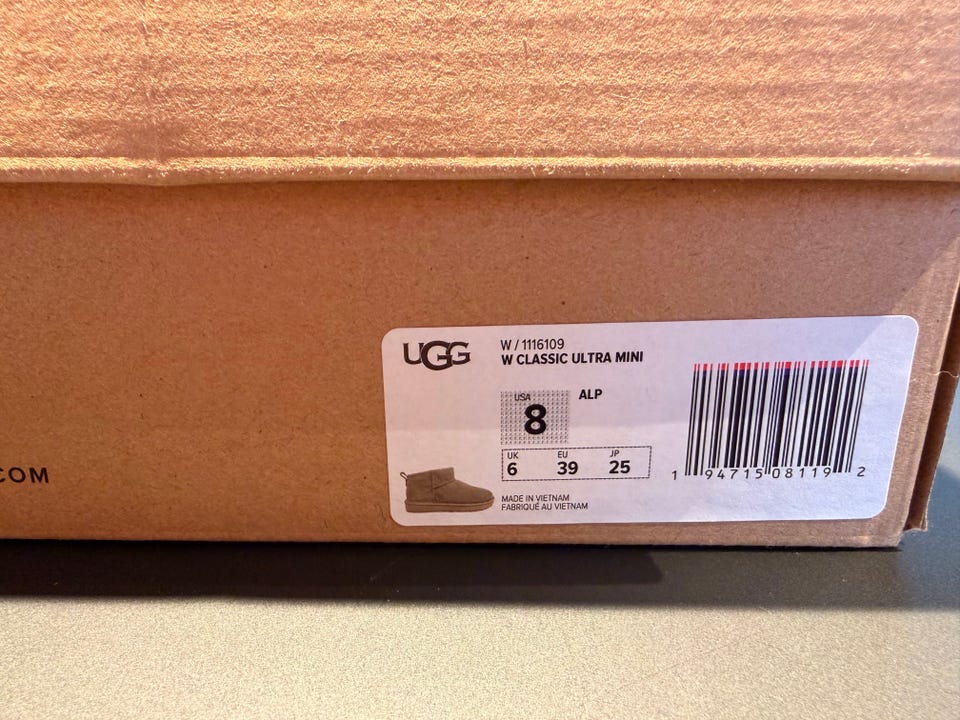 .COM
UGG
W / 1116109
W CLASSIC ULTRA MINI
USA
8
ALP
UK EU JP
6 39 25
MADE IN VIETNAM
FABRIQUÉ AU VIETNAM
1 94715 08119 2